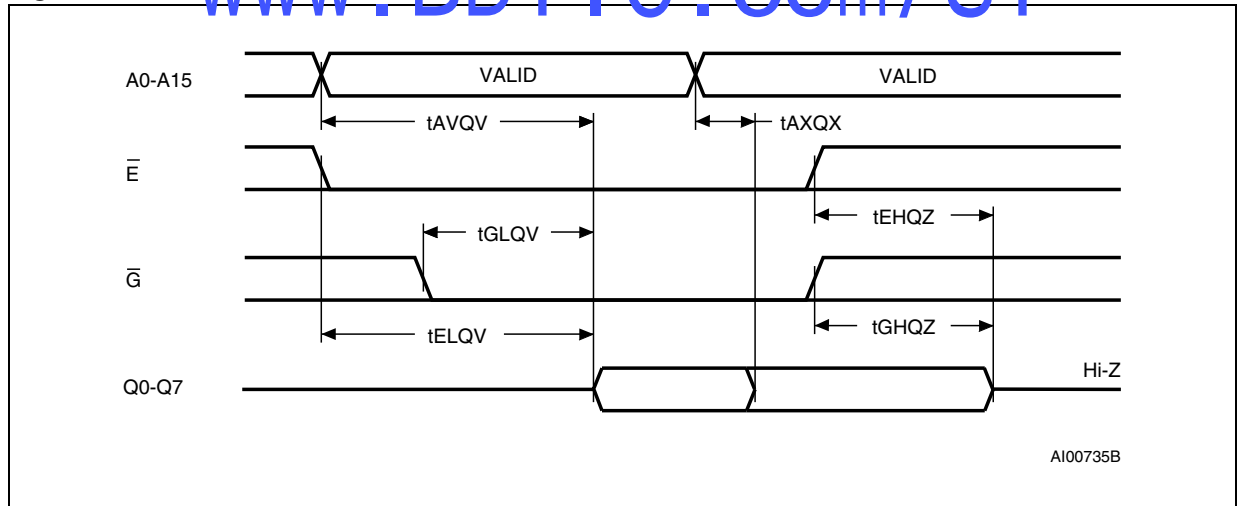 A0-A15
VALID
VALID
tAVQV
tAXQX
E
tEHQZ
tGLQV
G
tGHQZ
tELQV
Q0-Q7
Hi-Z
AI00735B